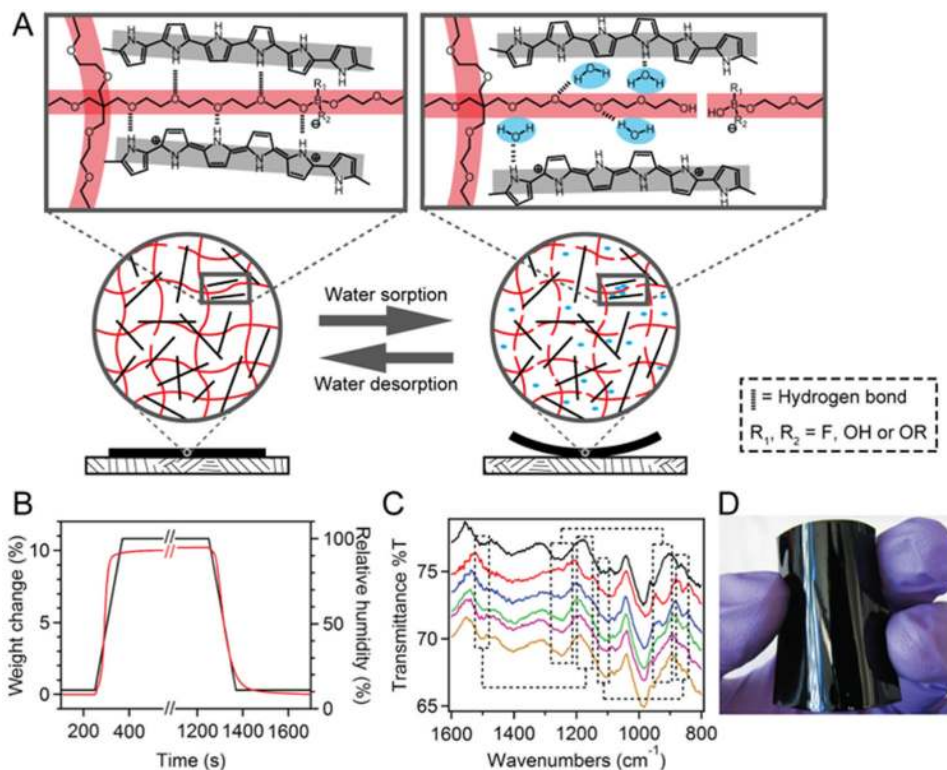 A
R1
R2
⊖
⊕
⊕
OH
HO
R1
R2
⊖
⊕
⊕
Water sorption
Water desorption
= Hydrogen bond
R1, R2 = F, OH or OR
B
Weight change (%)
10
5
0
Relative humidity (%)
100
50
0
200 400 1200 1400 1600
Time (s)
C
Transmittance %T
75
70
65
1600 1400 1200 1000 800
Wavenumbers (cm-1)
D